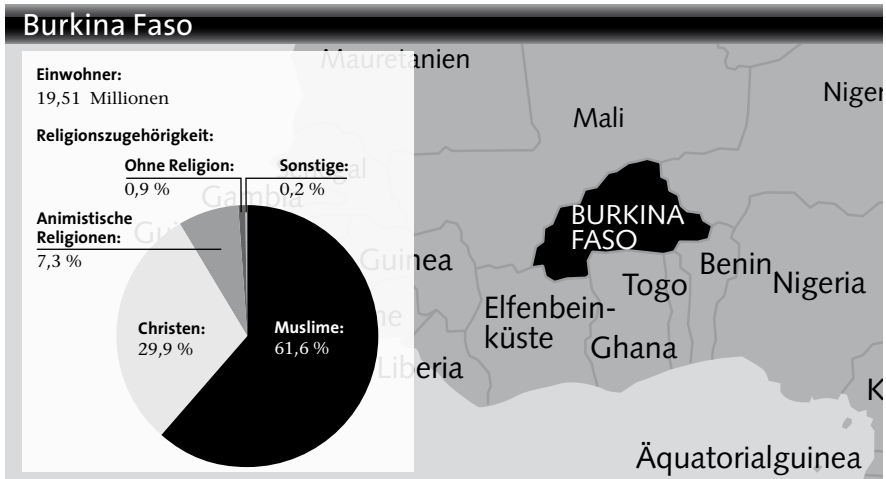 Burkina Faso
Einwohner:
19,51 Millionen
Religionszugehörigkeit:
Ohne Religion:
0,9 %
Sonstige:
0,2 %
Animistische
Religionen:
7,3 %
Christen:
29,9 %
Muslime:
61,6 %
Mauretanien
Mali
Niger
Senegal
Gambia
Guinea
BURKINA
FASO
Benin
Togo
Nigeria
Elfenbein-
küste
Ghana
Liberia
K
Äquatorialguinea